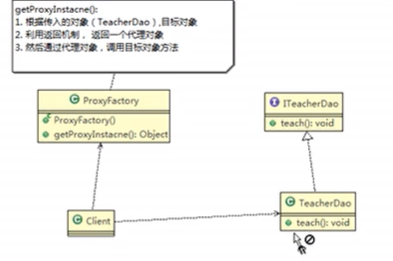 getProxyInstacne():
1. 根据传入的对象（TeacherDao）,目标对象
2. 利用返回机制， 返回一个代理对象
3. 然后通过代理对象，调用目标对象方法
C ProxyFactory
ProxyFactory()
getProxyInstacne(): Object
I ITeacherDao
teach(): void
C Client
C TeacherDao
teach(): void